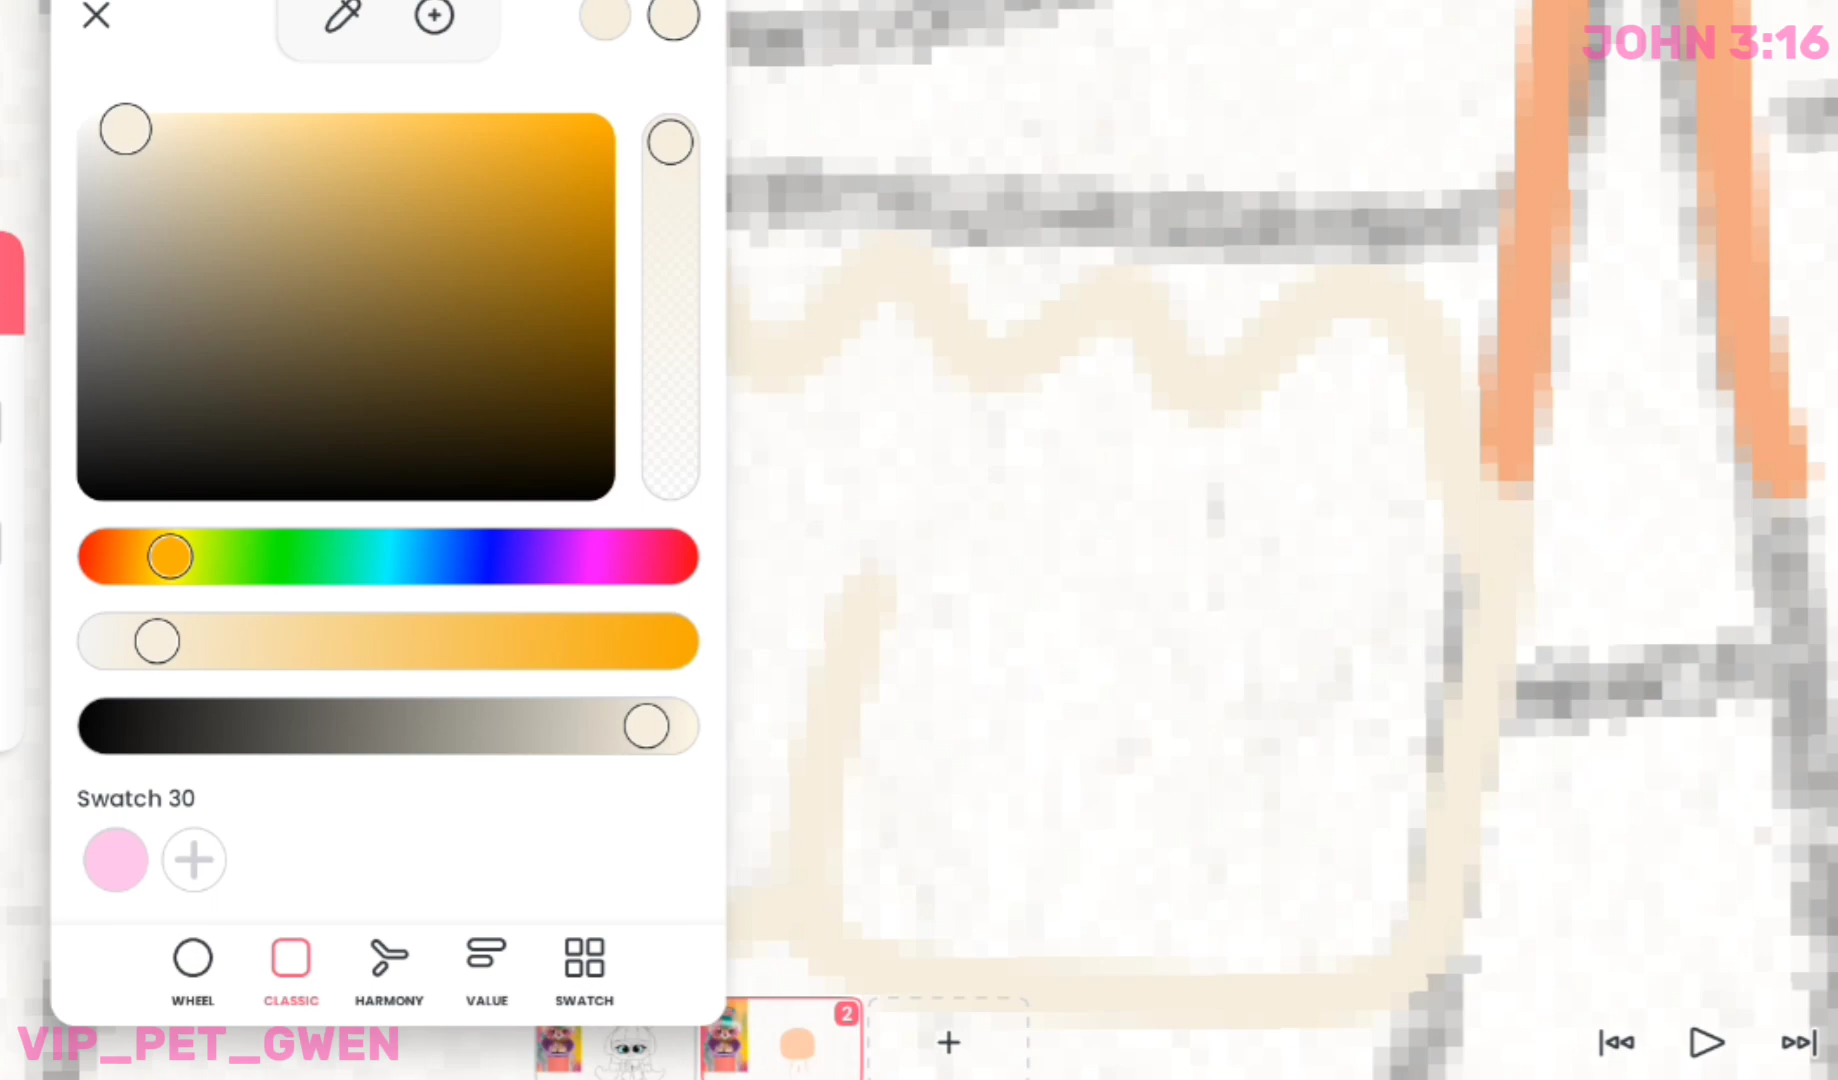 JOHN 3:16
Swatch 30
WHEEL
CLASSIC
HARMONY
VALUE
SWATCH
2
VIP_PET_GWEN